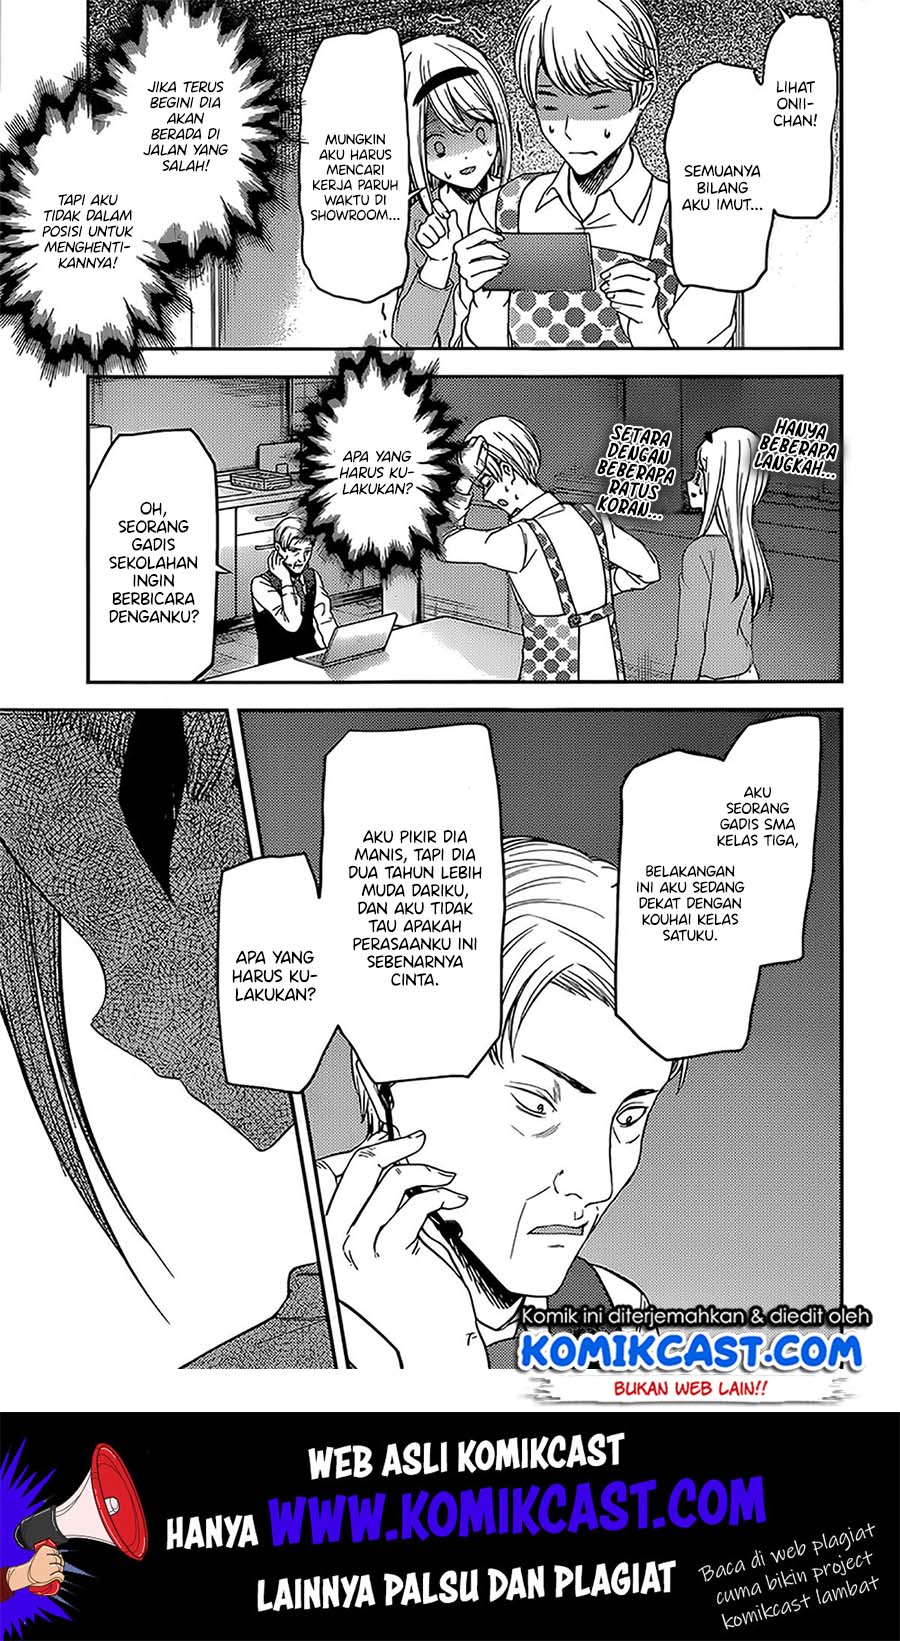 LIHAT
ONII-
CHAN!
SEMUANYA
BILANG
AKU IMUT...
MUNGKIN
AKU HARUS
MENCARI
KERJA PARUH
WAKTU DI
SHOWROOM...
JIKA TERUS
BEGINI DIA
AKAN
BERADA DI
JALAN YANG
SALAH!
TAPI AKU
TIDAK DALAM
POSISI UNTUK
MENGHENTI-
KANNYA!
HANYA
BEBERAPA
LANGKAH...
SETARA
DENGAN
BEBERAPA
RATUS
KORAN...
APA YANG
HARUS KU-
LAKUKAN?
OH,
SEORANG
GADIS
SEKOLAHAN
INGIN
BERBICARA
DENGANKU?
AKU
SEORANG
GADIS SMA
KELAS TIGA,
BELAKANGAN
INI AKU SEDANG
DEKAT DENGAN
KOUHAI KELAS
SATUKU.
AKU PIKIR DIA
MANIS, TAPI DIA
DUA TAHUN LEBIH
MUDA DARIKU,
DAN AKU TIDAK
TAU APAKAH
PERASAANKU INI
SEBENARNYA
CINTA.
APA YANG
HARUS KU-
LAKUKAN?
Komik ini diterjemahkan & diedit oleh
KOMIKCAST.COM
BUKAN WEB LAIN!!
WEB ASLI KOMIKCAST
HANYA WWW.KOMIKCAST.COM
LAINNYA PALSU DAN PLAGIAT
Baca di web plagiat
cuma bikin project
komikcast lambat